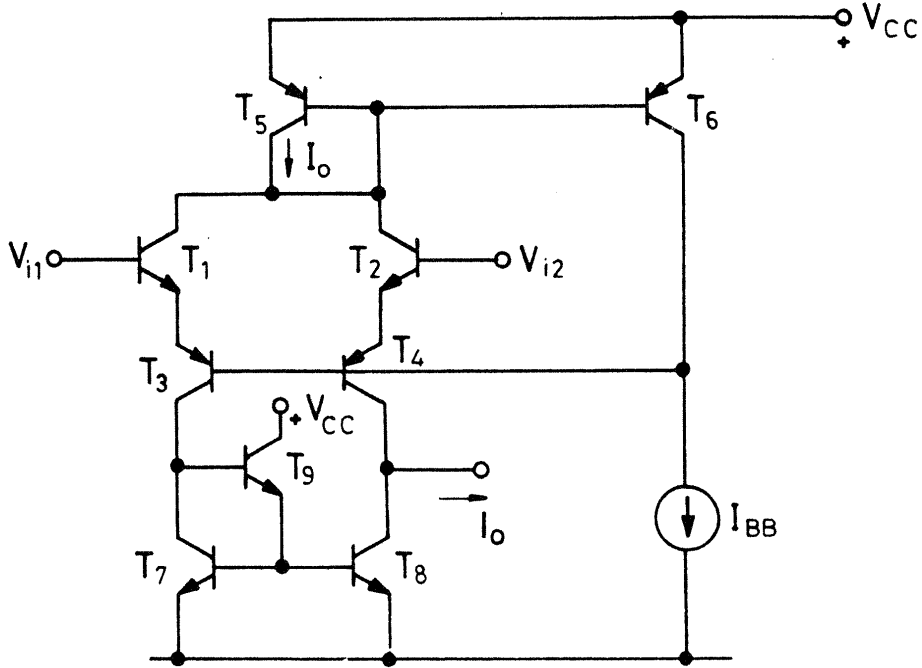 V_CC
+
T_5
T_6
I_o
V_i1
T_1
T_2
V_i2
T_3
T_4
+ V_CC
T_9
I_o
I_BB
T_7
T_8